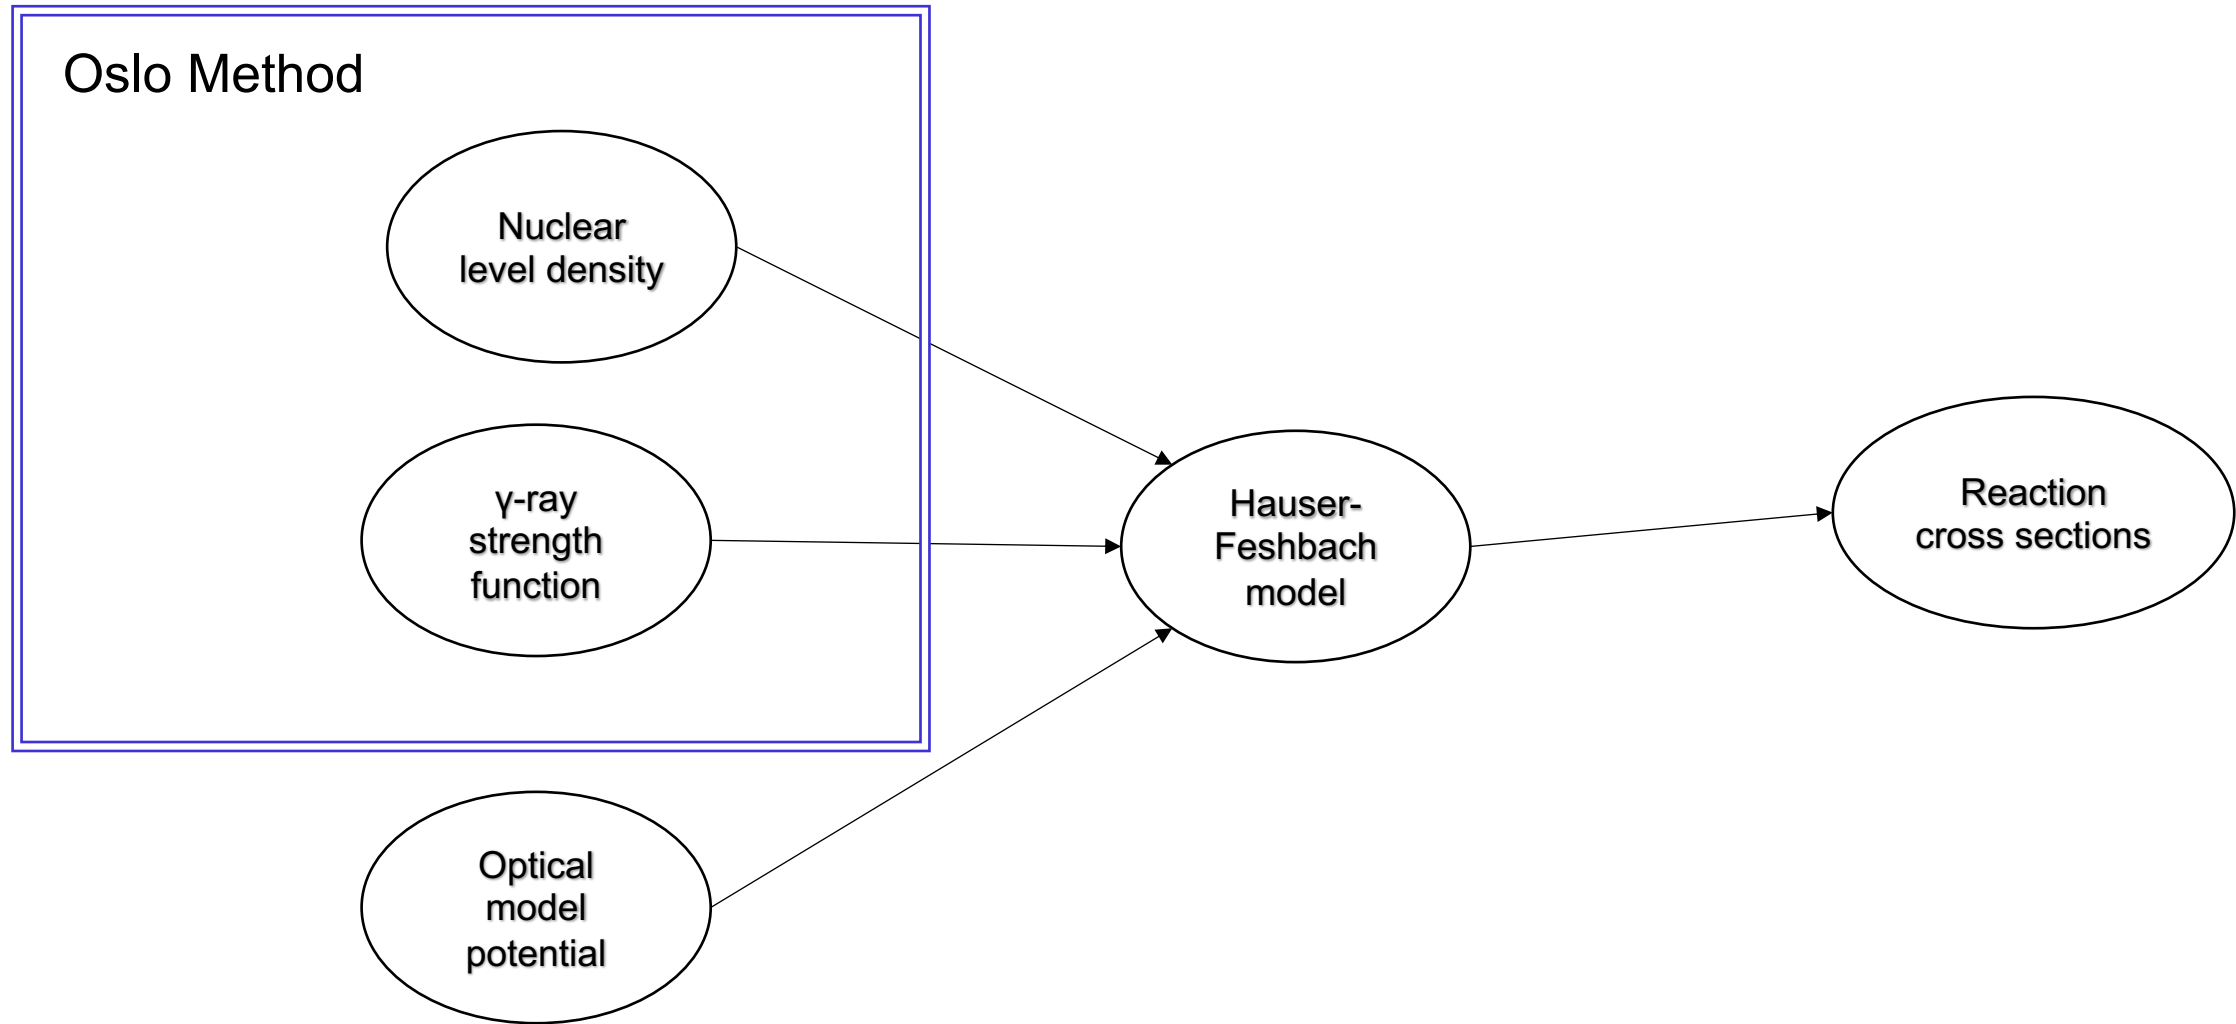 Oslo Method
Nuclear
level density
γ-ray
strength
function
Hauser-
Feshbach
model
Reaction
cross sections
Optical
model
potential